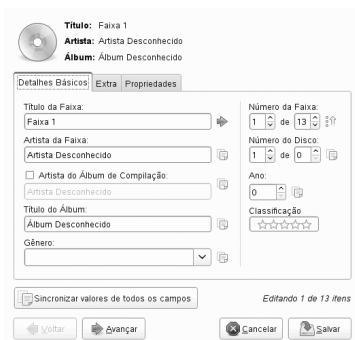 Título: Faixa 1
Artista: Artista Desconhecido
Álbum: Álbum Desconhecido
Detalhes Básicos Extra Propriedades
Título da Faixa:
Faixa 1
Artista da Faixa:
Artista Desconhecido
Artista do Álbum de Compilação:
Artista Desconhecido
Título do Álbum:
Álbum Desconhecido
Gênero:
Número da Faixa:
1 de 13
Número do Disco:
1 de 0
Ano:
0
Classificação
Sincronizar valores de todos os campos
Editando 1 de 13 itens
Voltar Avançar Cancelar Salvar